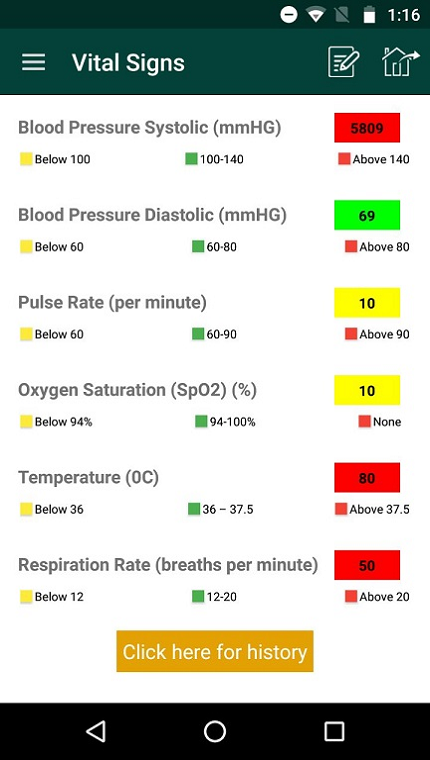 1:16
Vital Signs
Blood Pressure Systolic (mmHG) 5809
Below 100 100-140 Above 140
Blood Pressure Diastolic (mmHG) 69
Below 60 60-80 Above 80
Pulse Rate (per minute) 10
Below 60 60-90 Above 90
Oxygen Saturation (SpO2) (%) 10
Below 94% 94-100% None
Temperature (0C) 80
Below 36 36 – 37.5 Above 37.5
Respiration Rate (breaths per minute) 50
Below 12 12-20 Above 20
Click here for history